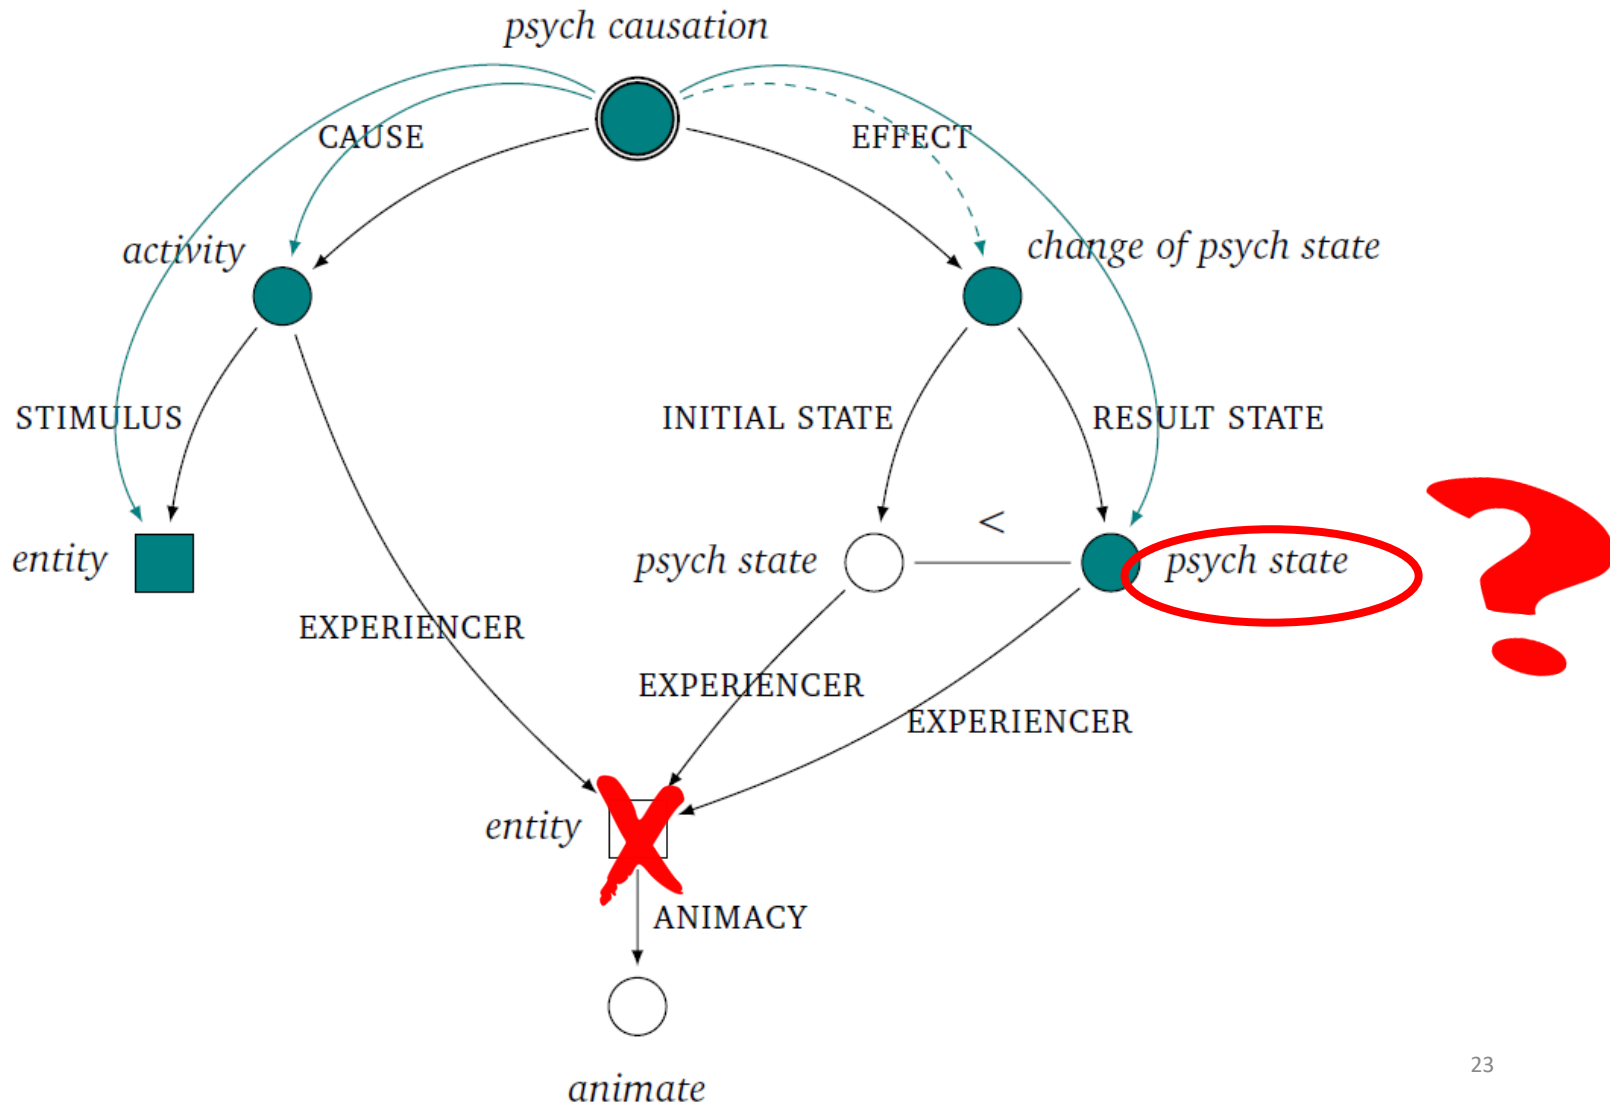 psych causation
CAUSE
EFFECT
activity
change of psych state
STIMULUS
INITIAL STATE
RESULT STATE
<
entity
psych state
psych state
?
EXPERIENCER
EXPERIENCER
EXPERIENCER
entity
X
ANIMACY
23
animate